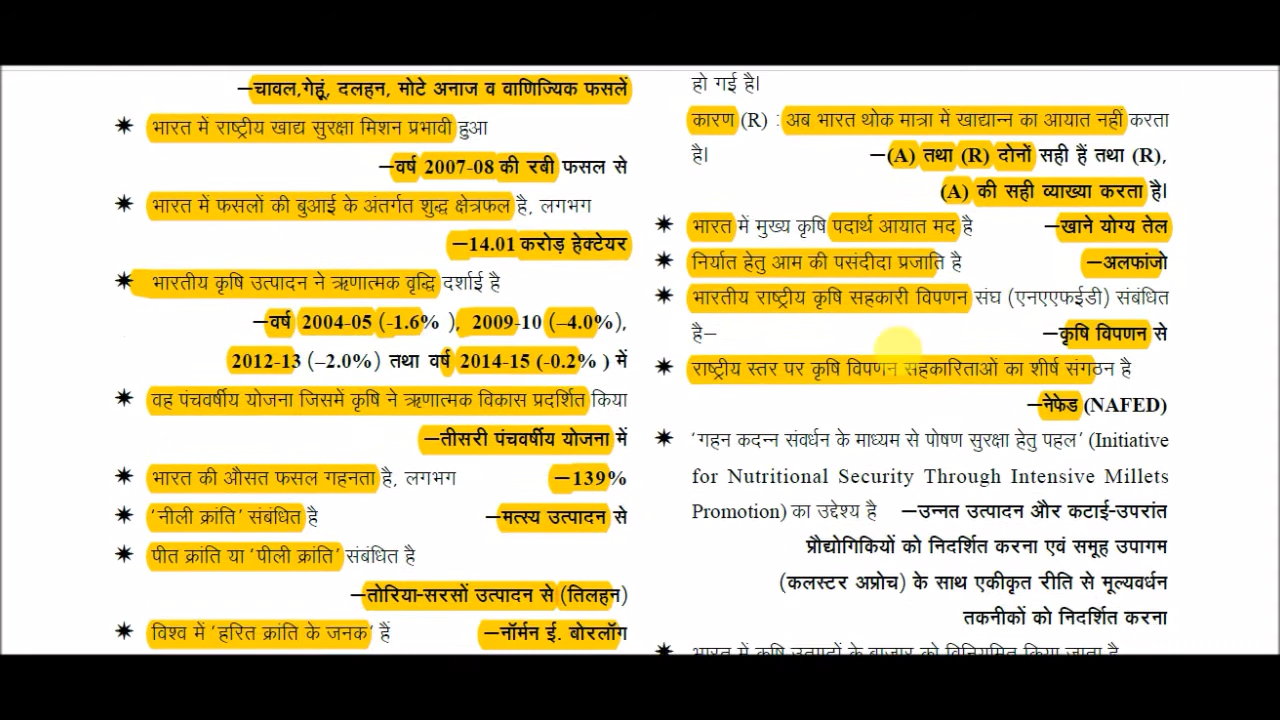 –चावल,गेहूं, दलहन, मोटे अनाज व वाणिज्यिक फसलें
✷ भारत में राष्ट्रीय खाद्य सुरक्षा मिशन प्रभावी हुआ
–वर्ष 2007-08 की रबी फसल से
✷ भारत में फसलों की बुआई के अंतर्गत शुद्ध क्षेत्रफल है, लगभग
–14.01 करोड़ हेक्टेयर
✷ भारतीय कृषि उत्पादन ने ऋणात्मक वृद्धि दर्शाई है
–वर्ष 2004-05 (-1.6% ), 2009-10 (–4.0%),
2012-13 (–2.0%) तथा वर्ष 2014-15 (-0.2% ) में
✷ वह पंचवर्षीय योजना जिसमें कृषि ने ऋणात्मक विकास प्रदर्शित किया
–तीसरी पंचवर्षीय योजना में
✷ भारत की औसत फसल गहनता है, लगभग –139%
✷ 'नीली क्रांति' संबंधित है –मत्स्य उत्पादन से
✷ पीत क्रांति या 'पीली क्रांति' संबंधित है
–तोरिया-सरसों उत्पादन से (तिलहन)
✷ विश्व में 'हरित क्रांति के जनक' हैं –नॉर्मन ई. बोरलॉग
हो गई है।
कारण (R) : अब भारत थोक मात्रा में खाद्यान्न का आयात नहीं करता
है। –(A) तथा (R) दोनों सही हैं तथा (R),
(A) की सही व्याख्या करता है।
✷ भारत में मुख्य कृषि पदार्थ आयात मद है –खाने योग्य तेल
✷ निर्यात हेतु आम की पसंदीदा प्रजाति है –अलफांजो
✷ भारतीय राष्ट्रीय कृषि सहकारी विपणन संघ (एनएएफईडी) संबंधित
है– –कृषि विपणन से
✷ राष्ट्रीय स्तर पर कृषि विपणन सहकारिताओं का शीर्ष संगठन है
–नेफेड (NAFED)
✷ 'गहन कदन्न संवर्धन के माध्यम से पोषण सुरक्षा हेतु पहल' (Initiative
for Nutritional Security Through Intensive Millets
Promotion) का उद्देश्य है –उन्नत उत्पादन और कटाई-उपरांत
प्रौद्योगिकियों को निदर्शित करना एवं समूह उपागम
(कलस्टर अप्रोच) के साथ एकीकृत रीति से मूल्यवर्धन
तकनीकों को निदर्शित करना
✷ भारत में कृषि उत्पादों के बाजार को विनियमित किया जाता है